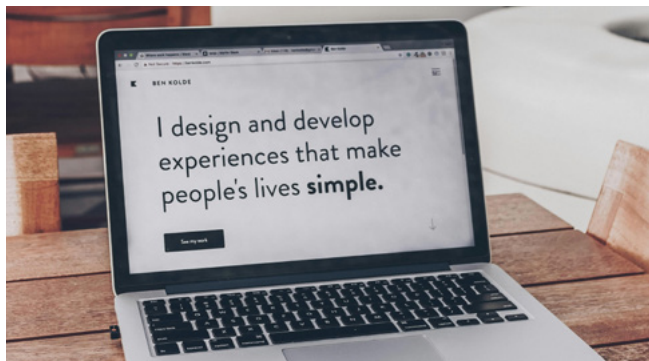 BEN KOLDE
I design and develop
experiences that make
people's lives simple.
See my work